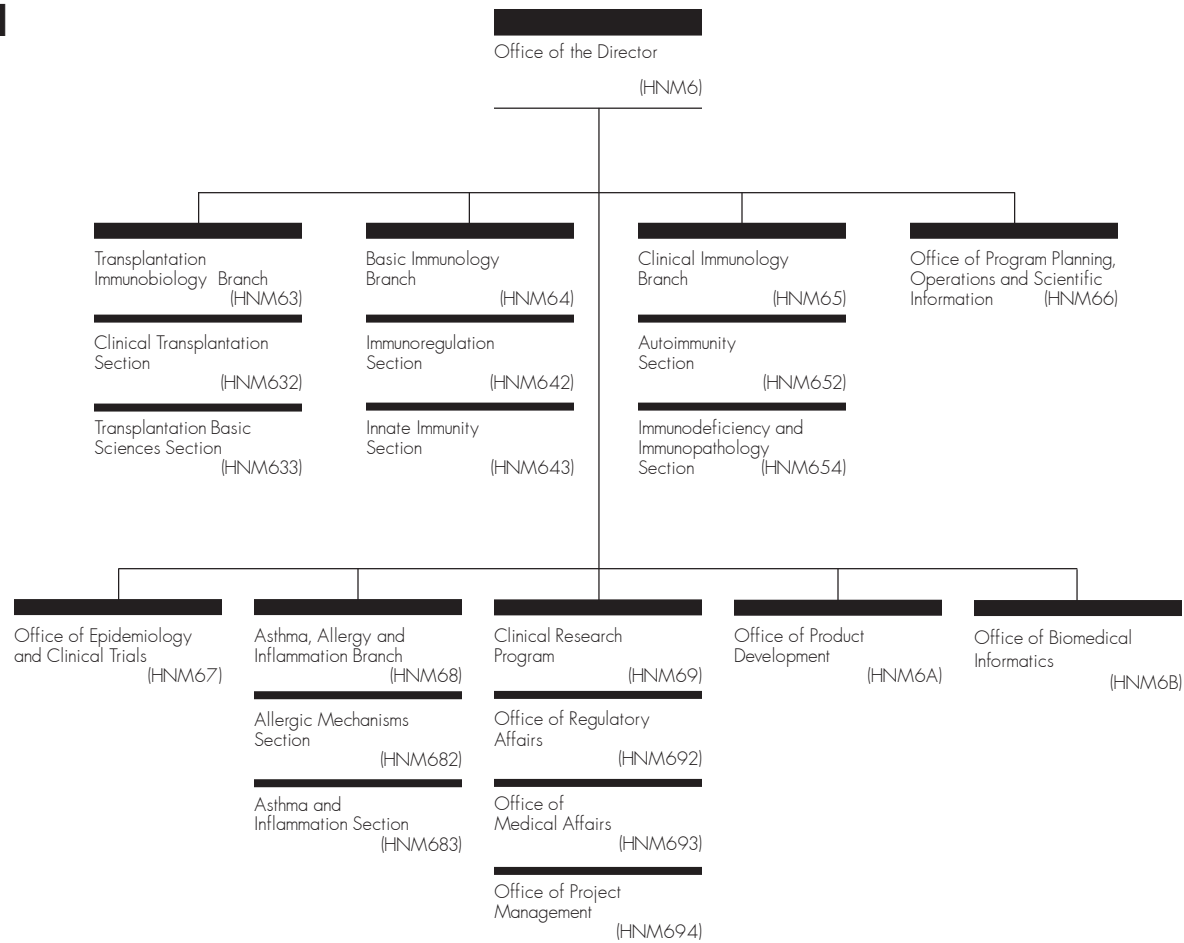 Office of the Director
(HNM6)
Transplantation
Immunobiology Branch
(HNM63)
Clinical Transplantation
Section
(HNM632)
Transplantation Basic
Sciences Section
(HNM633)
Basic Immunology
Branch
(HNM64)
Immunoregulation
Section
(HNM642)
Innate Immunity
Section
(HNM643)
Clinical Immunology
Branch
(HNM65)
Autoimmunity
Section
(HNM652)
Immunodeficiency and
Immunopathology
Section (HNM654)
Office of Program Planning,
Operations and Scientific
Information (HNM66)
Office of Epidemiology
and Clinical Trials
(HNM67)
Asthma, Allergy and
Inflammation Branch
(HNM68)
Allergic Mechanisms
Section
(HNM682)
Asthma and
Inflammation Section
(HNM683)
Clinical Research
Program
(HNM69)
Office of Regulatory
Affairs
(HNM692)
Office of
Medical Affairs
(HNM693)
Office of Project
Management
(HNM694)
Office of Product
Development
(HNM6A)
Office of Biomedical
Informatics
(HNM6B)